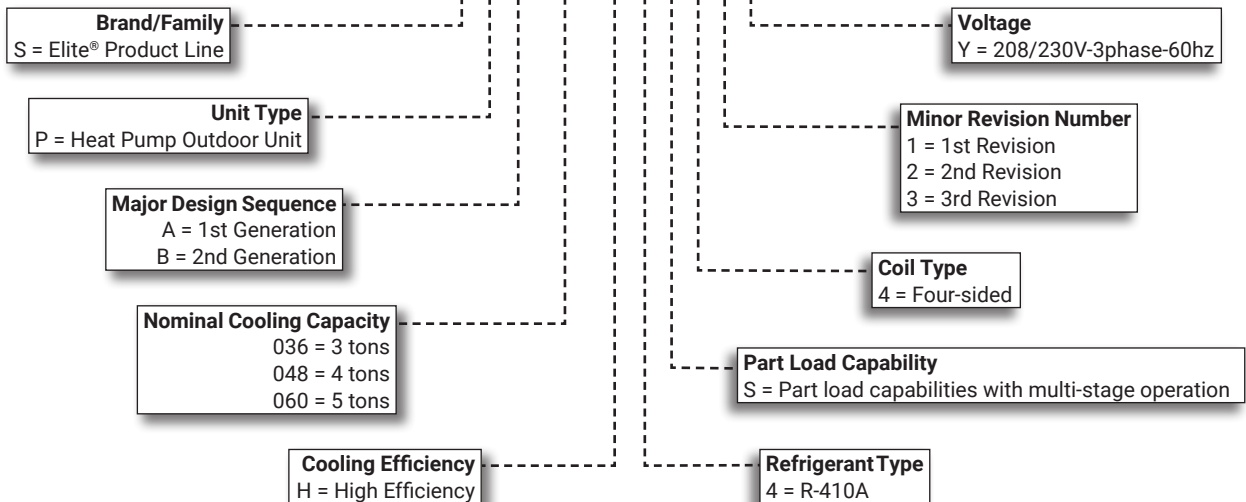 Brand/Family
S = Elite® Product Line
Unit Type
P = Heat Pump Outdoor Unit
Major Design Sequence
A = 1st Generation
B = 2nd Generation
Nominal Cooling Capacity
036 = 3 tons
048 = 4 tons
060 = 5 tons
Cooling Efficiency
H = High Efficiency
Voltage
Y = 208/230V-3phase-60hz
Minor Revision Number
1 = 1st Revision
2 = 2nd Revision
3 = 3rd Revision
Coil Type
4 = Four-sided
Part Load Capability
S = Part load capabilities with multi-stage operation
Refrigerant Type
4 = R-410A